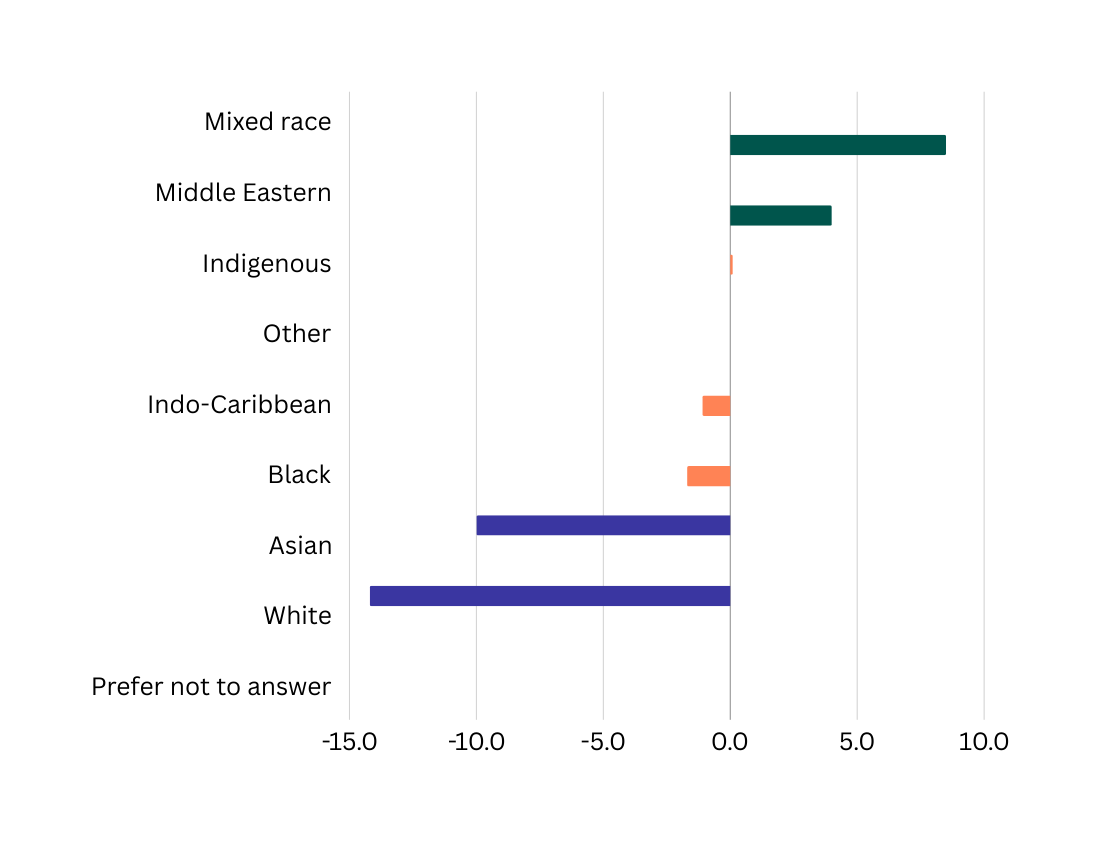 Mixed race
Middle Eastern
Indigenous
Other
Indo-Caribbean
Black
Asian
White
Prefer not to answer
-15.0 -10.0 -5.0 0.0 5.0 10.0